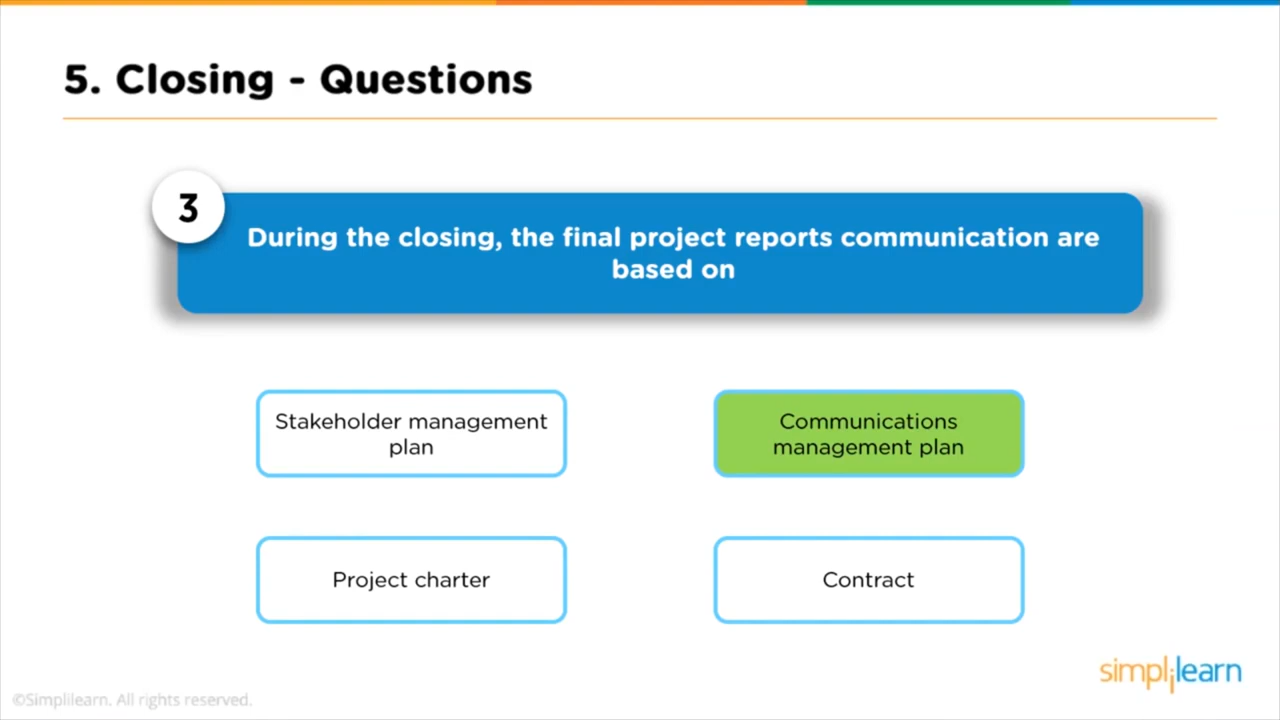 5. Closing - Questions
3
During the closing, the final project reports communication are
based on
Stakeholder management
plan
Communications
management plan
Project charter
Contract
simplilearn
©Simplilearn. All rights reserved.